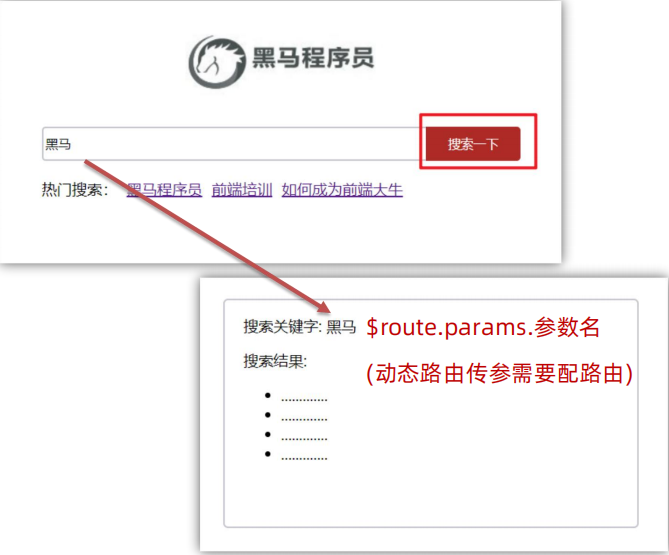 黑马程序员
黑马
搜索一下
热门搜索： 黑马程序员 前端培训 如何成为前端大牛
搜索关键字: 黑马 $route.params.参数名
搜索结果: (动态路由传参需要配路由)
.............
.............
.............
.............